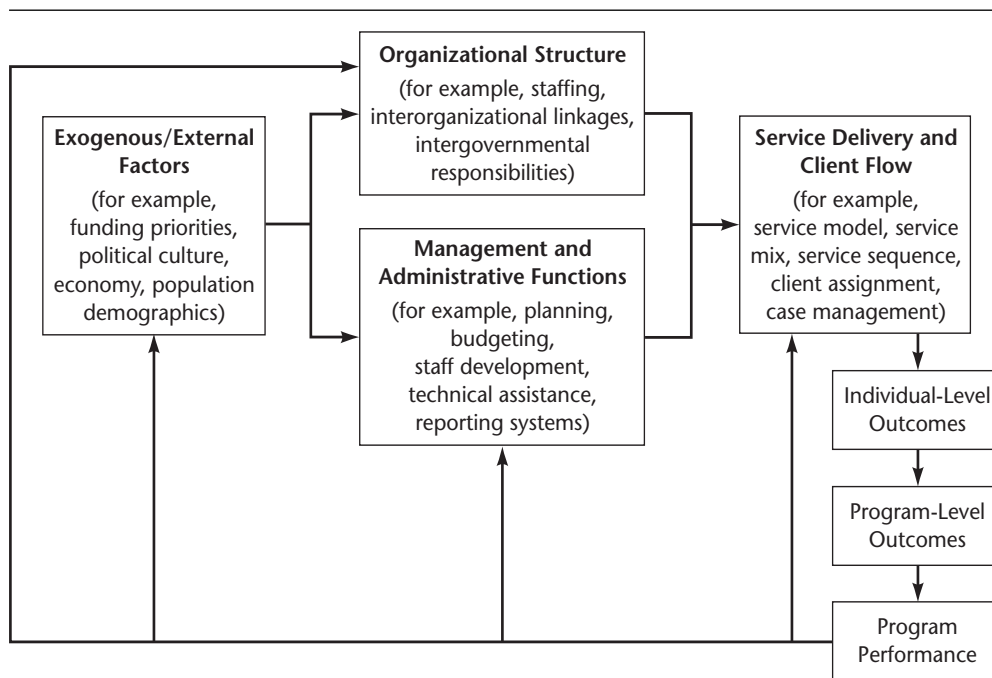 Organizational Structure
(for example, staffing,
interorganizational linkages,
intergovernmental
responsibilities)
Exogenous/External
Factors
(for example,
funding priorities,
political culture,
economy, population
demographics)
Management and
Administrative Functions
(for example, planning,
budgeting,
staff development,
technical assistance,
reporting systems)
Service Delivery and
Client Flow
(for example,
service model, service
mix, service sequence,
client assignment,
case management)
Individual-Level
Outcomes
Program-Level
Outcomes
Program
Performance